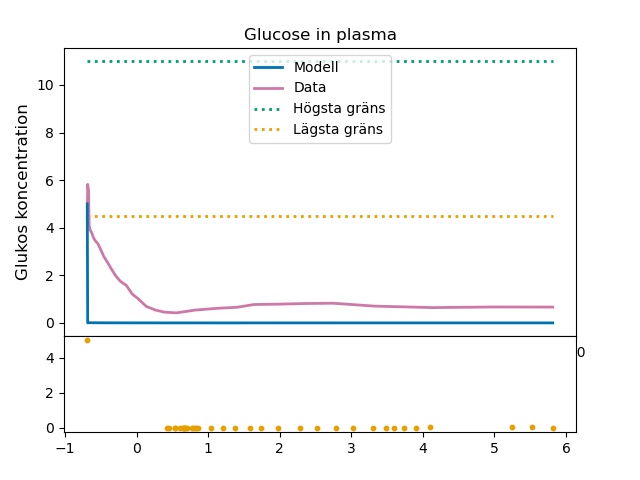 Glucose in plasma
Glukos koncentration
10
8
6
4
2
0
Modell
Data
Högsta gräns
Lägsta gräns
0
4
2
0
−1 0 1 2 3 4 5 6